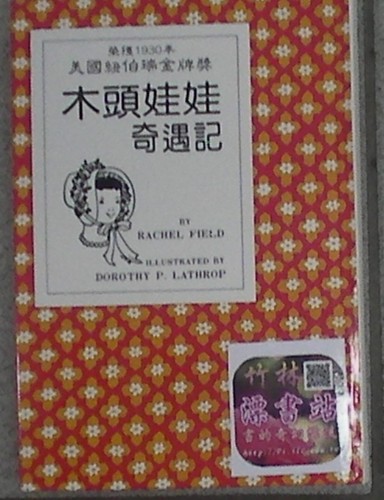 榮獲1930年
美國紐伯瑞金牌獎
木頭娃娃
奇遇記
BY
RACHEL FIELD
ILLUSTRATED BY
DOROTHY P. LATHROP
竹林
漂書站